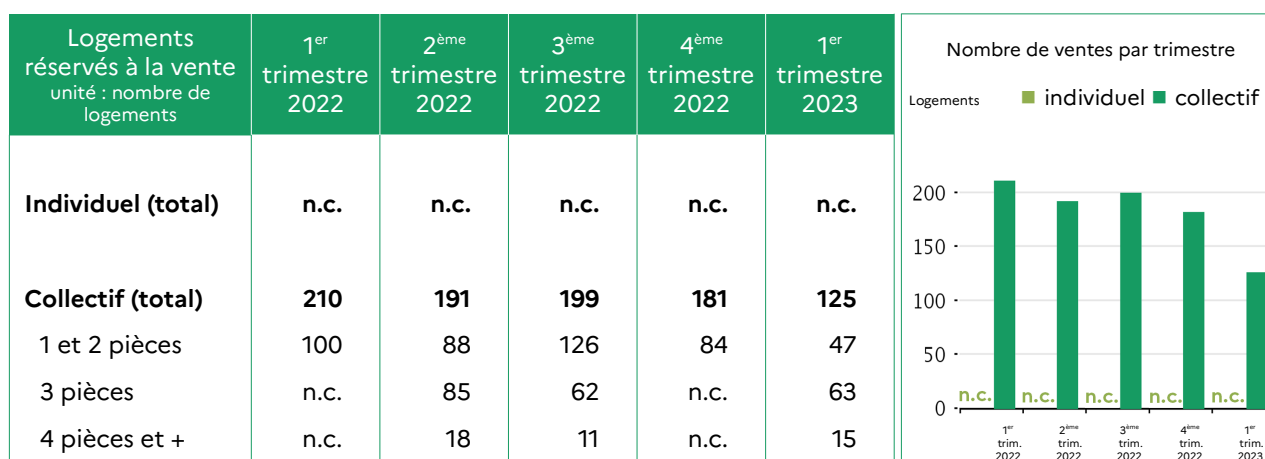 Logements
réservés à la vente
unité : nombre de
logements
1er
trimestre
2022
2ème
trimestre
2022
3ème
trimestre
2022
4ème
trimestre
2022
1er
trimestre
2023
Individuel (total) n.c. n.c. n.c. n.c. n.c.
Collectif (total) 210 191 199 181 125
1 et 2 pièces 100 88 126 84 47
3 pièces n.c. 85 62 n.c. 63
4 pièces et + n.c. 18 11 n.c. 15
Nombre de ventes par trimestre
Logements individuel collectif
200
150
100
50
0
n.c. n.c. n.c. n.c. n.c.
1er
trim.
2022
2ème
trim.
2022
3ème
trim.
2022
4ème
trim.
2022
1er
trim.
2023